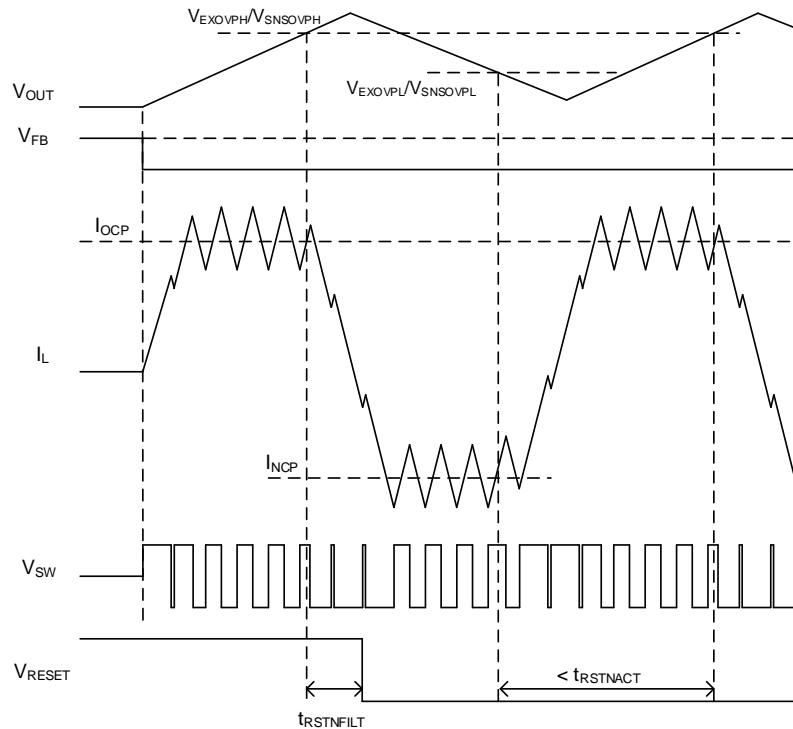 VEXOVPH/VSNSOVPH
VOUT
VEXOVPL/VSNSOVPL
VFB
IOCP
IL
INCP
VSW
VRESET
< tRSTNACT
tRSTNFILT